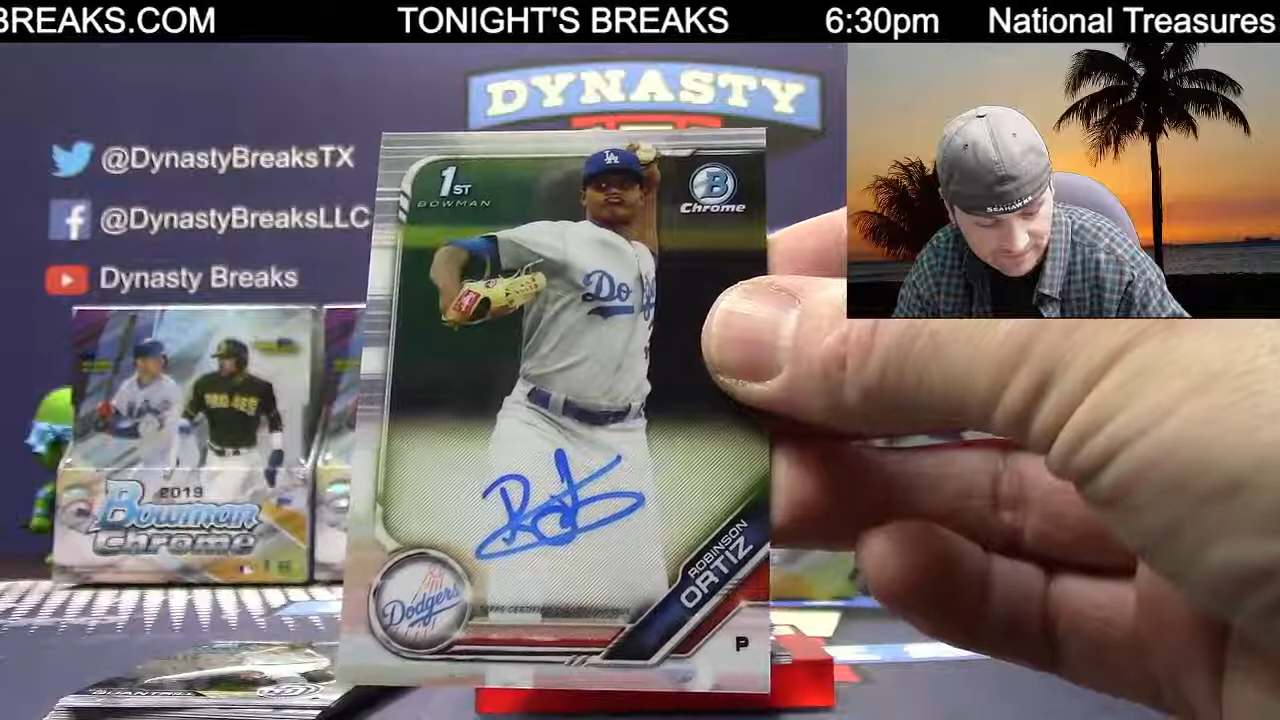 BREAKS.COM TONIGHT'S BREAKS 6:30pm National Treasures
DYNASTY
@DynastyBreaksTX
@DynastyBreaksLLC
Dynasty Breaks
1ST
BOWMAN
B
Chrome
LA
Do
SEAHAWKS
2019
Bowman
Chrome
ROBINSON
ORTIZ
Dodgers
P